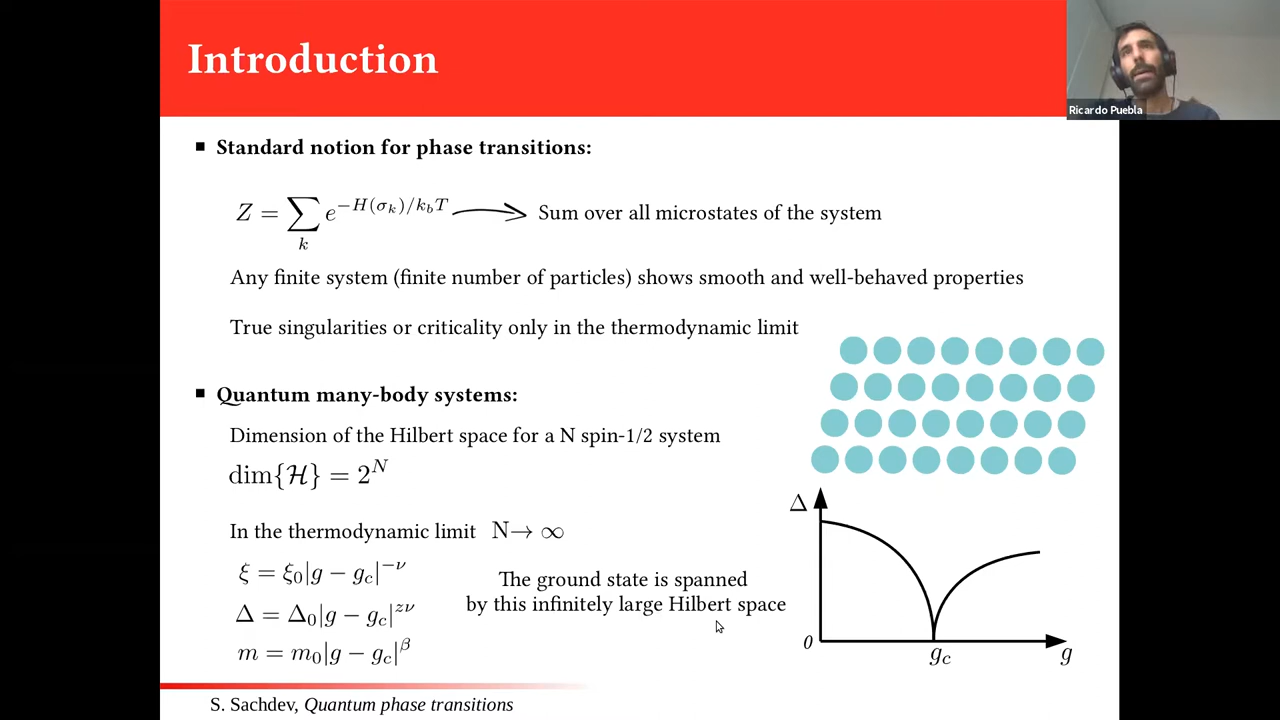 Introduction
Ricardo Puebla
▪ Standard notion for phase transitions:
Z = ∑_k e^{−H(σ_k)/k_bT} → Sum over all microstates of the system
Any finite system (finite number of particles) shows smooth and well-behaved properties
True singularities or criticality only in the thermodynamic limit
▪ Quantum many-body systems:
Dimension of the Hilbert space for a N spin-1/2 system
dim{ℋ} = 2^N
In the thermodynamic limit N→ ∞
ξ = ξ_0|g − g_c|^{−ν}
Δ = Δ_0|g − g_c|^{zν}
m = m_0|g − g_c|^β
The ground state is spanned
by this infinitely large Hilbert space
Δ
0
g_c
g
S. Sachdev, Quantum phase transitions